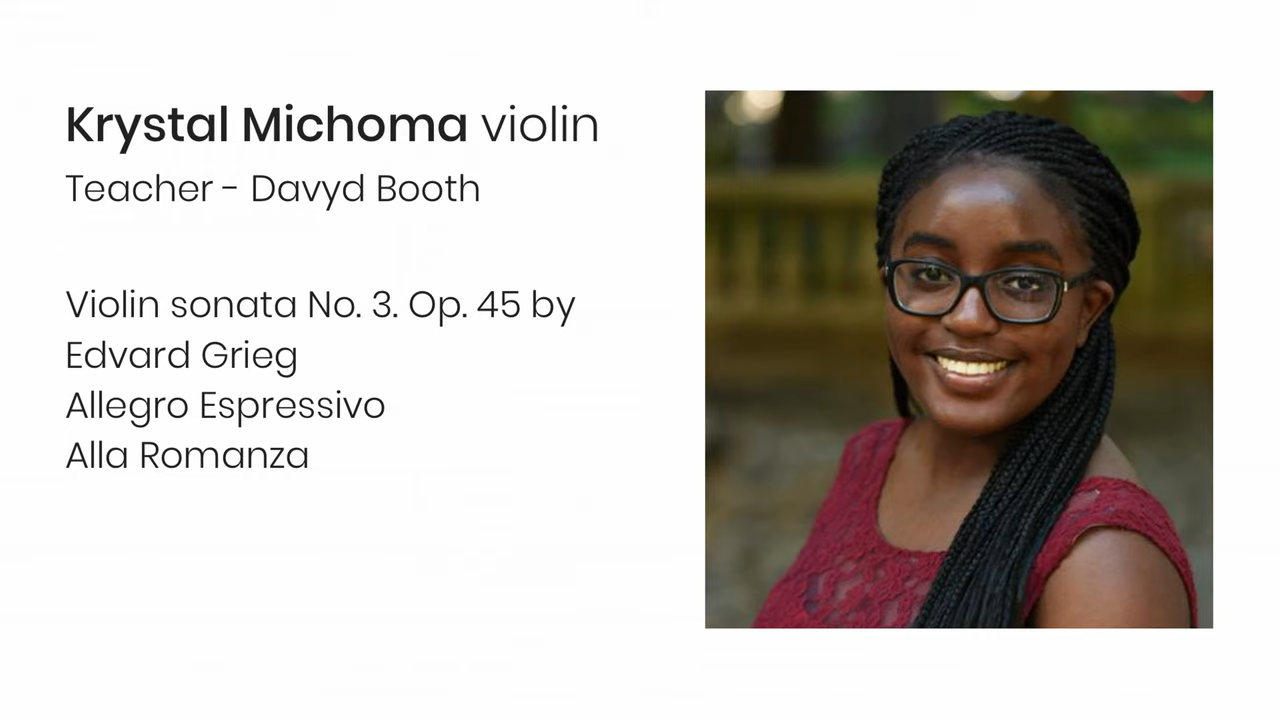 Krystal Michoma violin
Teacher - Davyd Booth
Violin sonata No. 3. Op. 45 by
Edvard Grieg
Allegro Espressivo
Alla Romanza